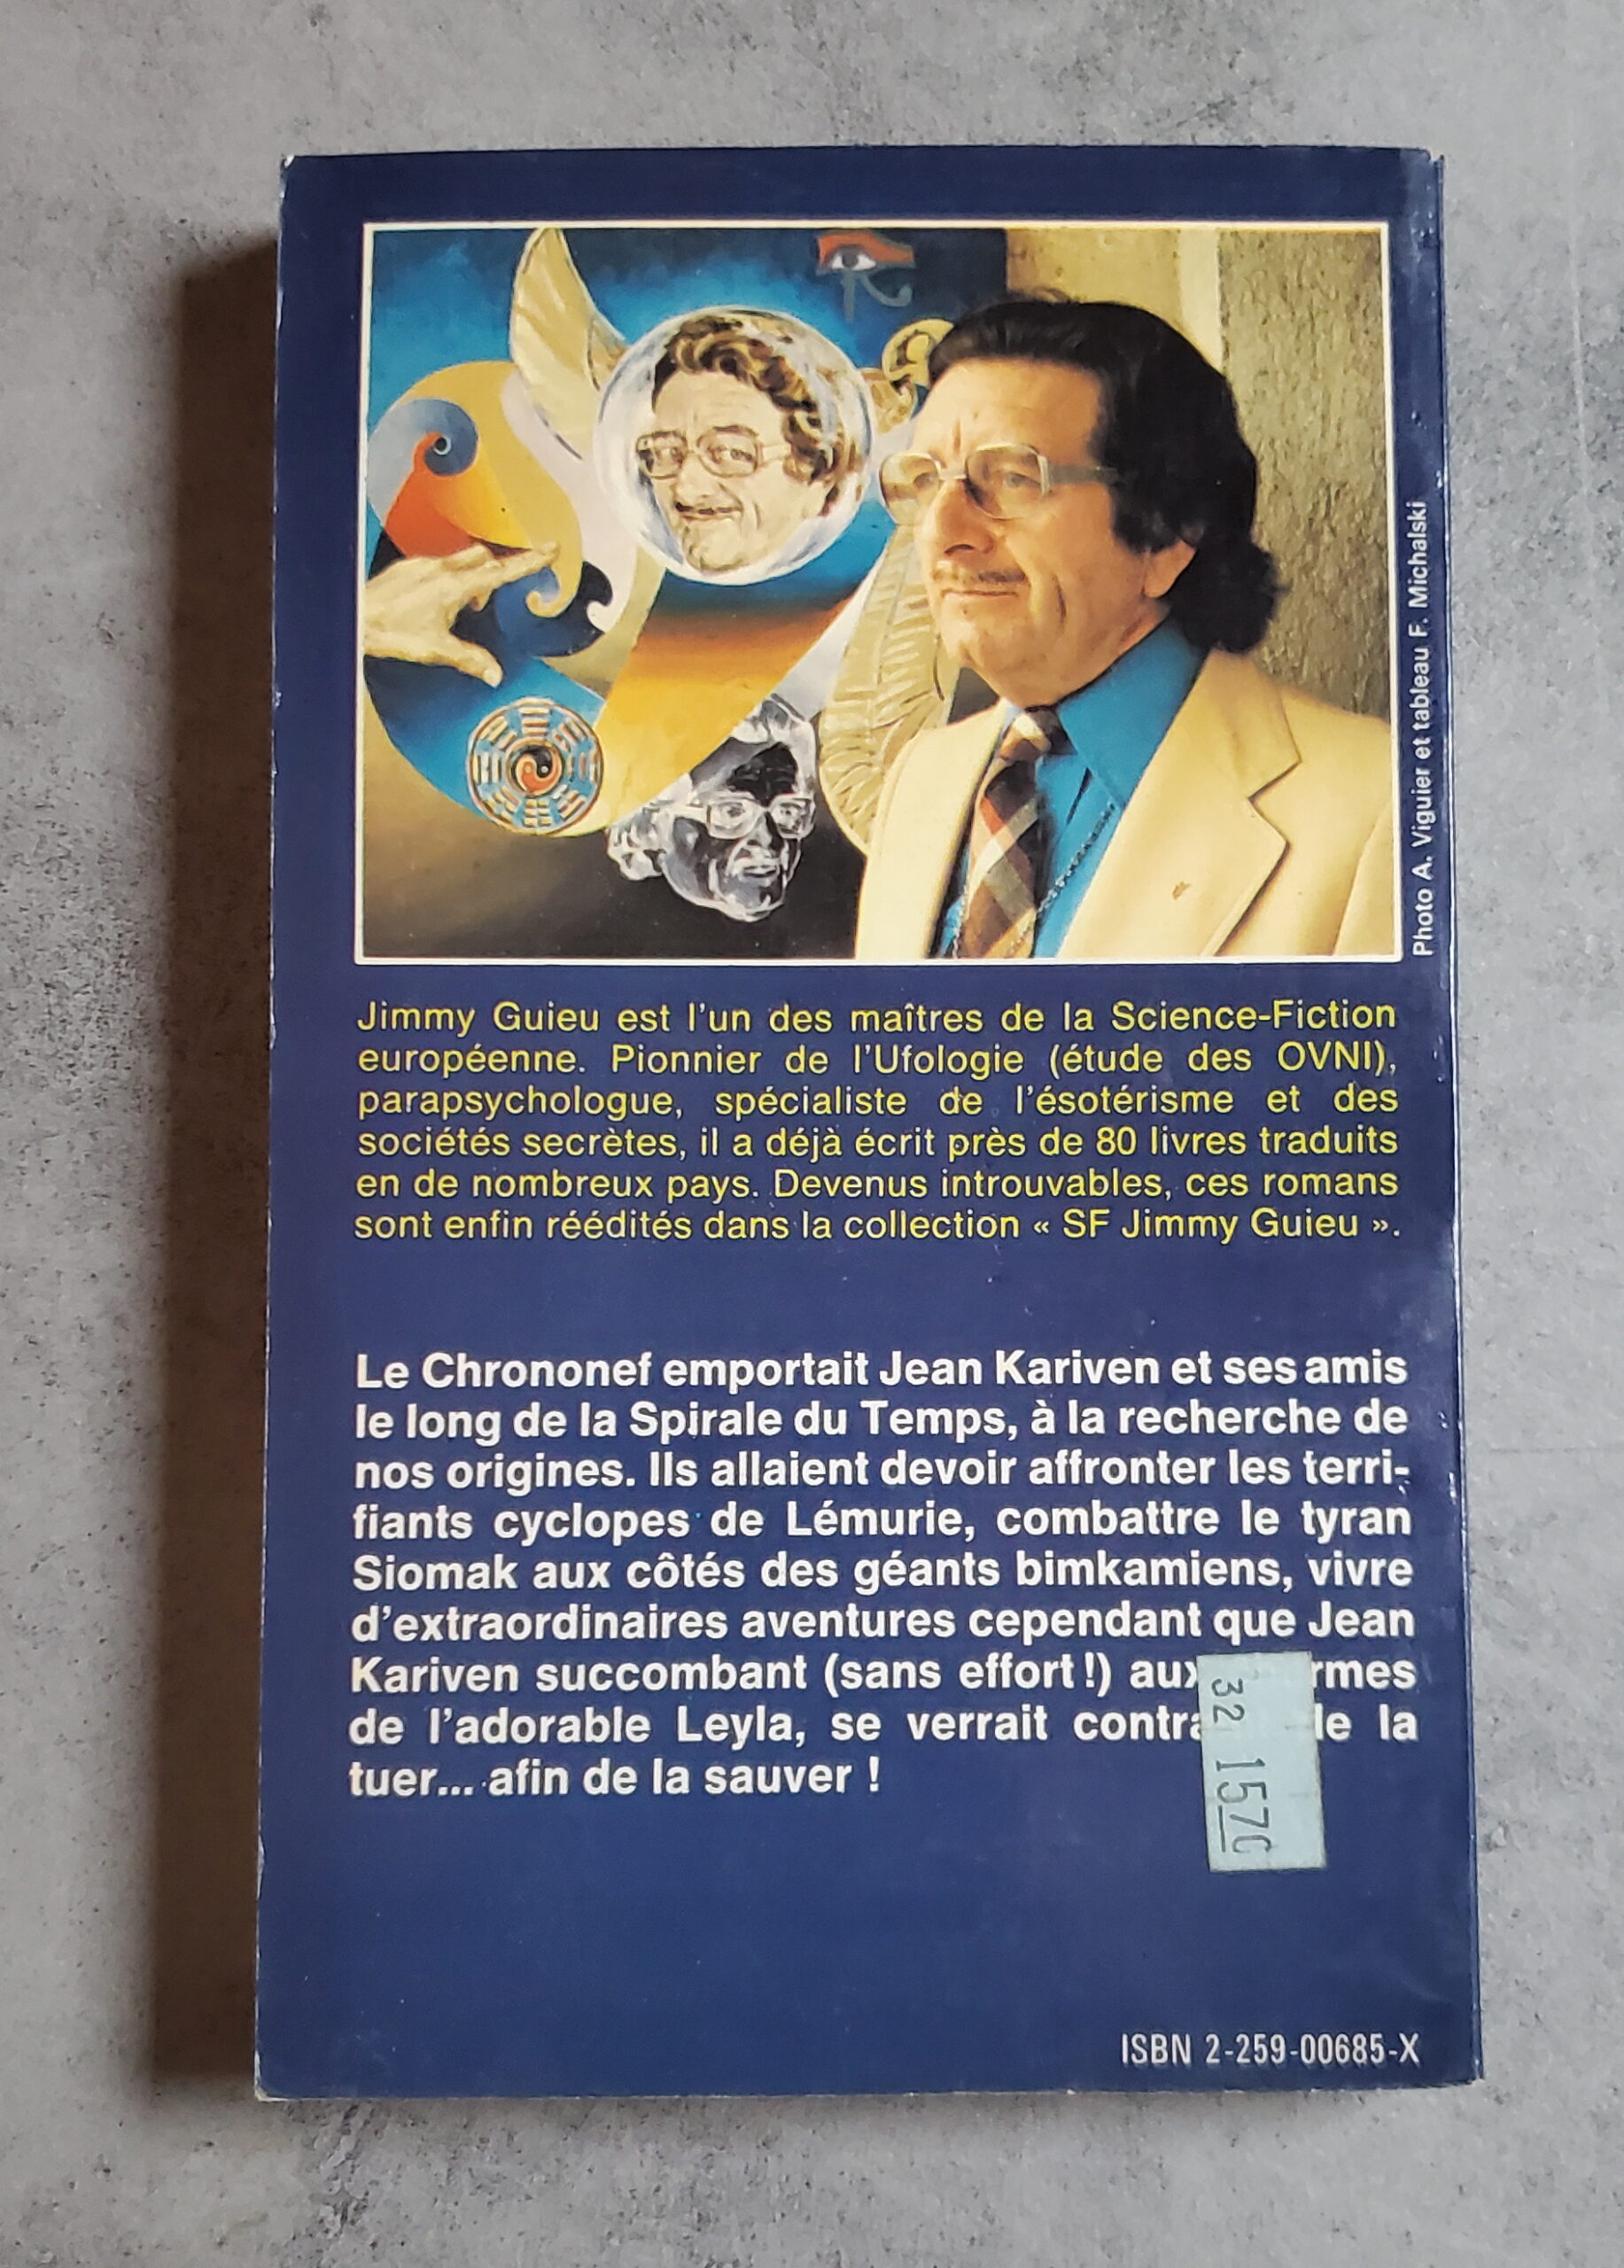 Photo A. Viguier et tableau F. Michalski
Jimmy Guieu est l'un des maîtres de la Science-Fiction
européenne. Pionnier de l'Ufologie (étude des OVNI),
parapsychologue, spécialiste de l'ésotérisme et des
sociétés secrètes, il a déjà écrit près de 80 livres traduits
en de nombreux pays. Devenus introuvables, ces romans
sont enfin réédités dans la collection « SF Jimmy Guieu ».
Le Chrononef emportait Jean Kariven et ses amis
le long de la Spirale du Temps, à la recherche de
nos origines. Ils allaient devoir affronter les terri-
fiants cyclopes de Lémurie, combattre le tyran
Siomak aux côtés des géants bimkamiens, vivre
d'extraordinaires aventures cependant que Jean
Kariven succombant (sans effort!) aux
de l'adorable Leyla, se verrait la
tuer... afin de la sauver !
32 1570
ISBN 2-259-00685-X